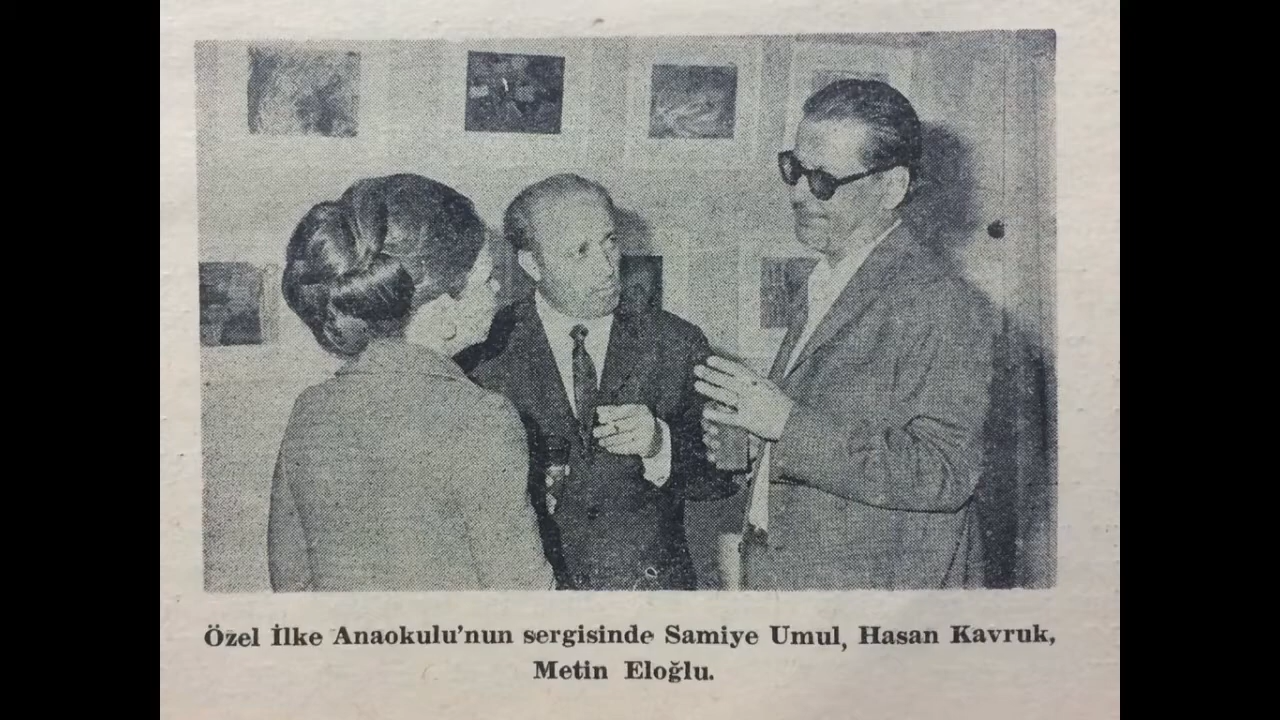 Özel İlke Anaokulu'nun sergisinde Samiye Umul, Hasan Kavruk,
Metin Eloğlu.